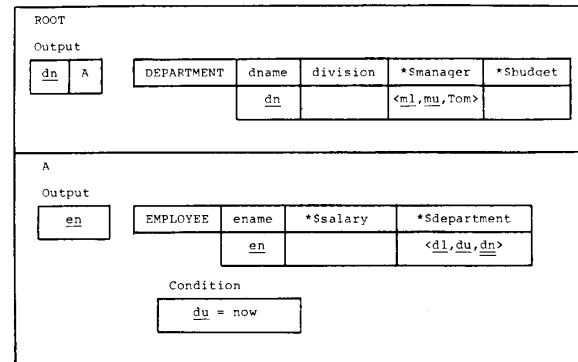 ROOT
Output
dn A
DEPARTMENT dname division *$manager *$budget
dn <ml,mu,Tom>
A
Output
en
EMPLOYEE ename *$salary *$department
en <dl,du,dn>
Condition
du = now